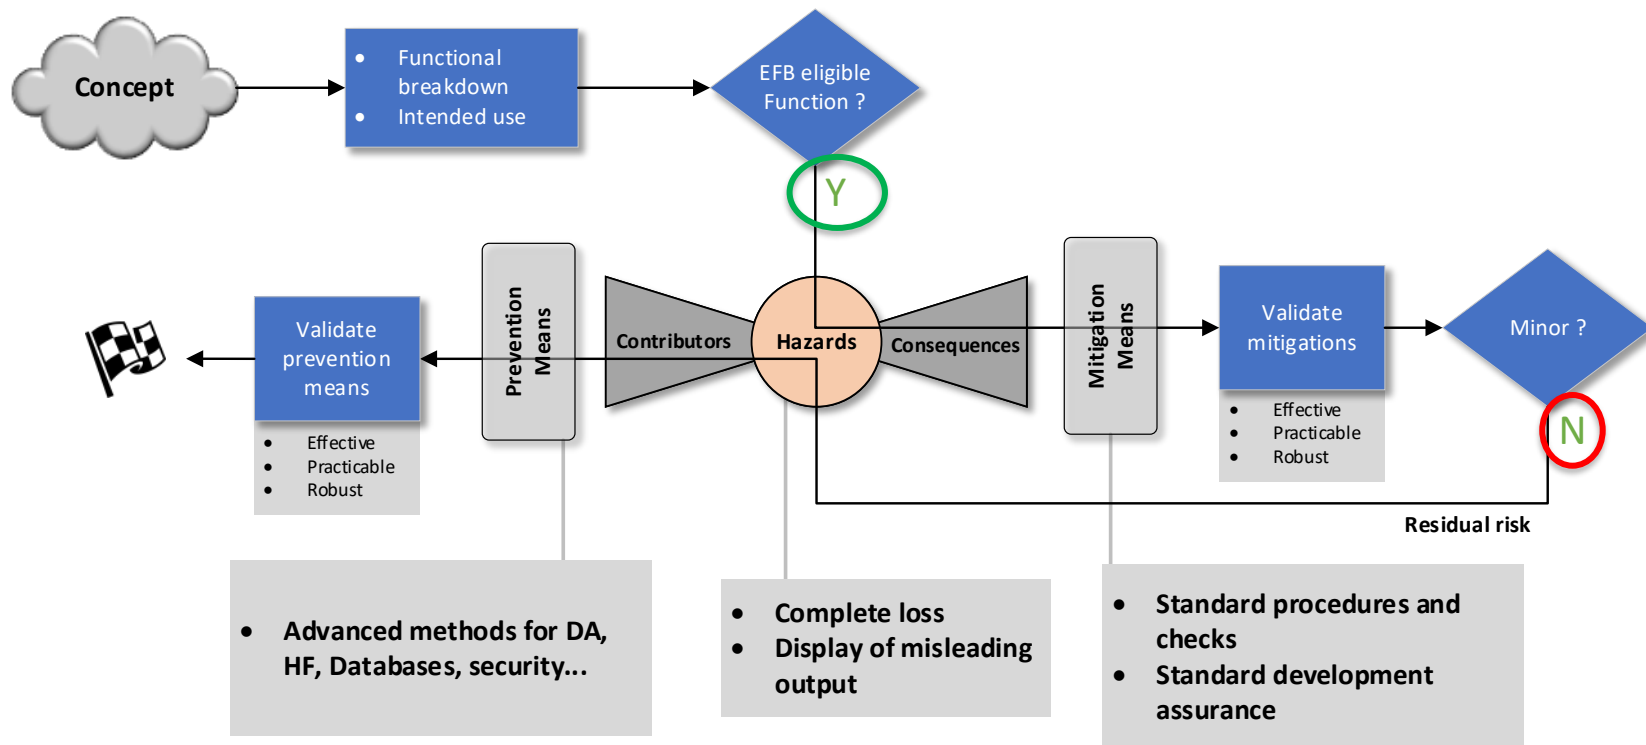 Concept
• Functional
breakdown
• Intended use
EFB eligible
Function ?
Y
Validate
prevention
means
• Effective
• Practicable
• Robust
Prevention
Means
Contributors
Hazards
Consequences
Mitigation
Means
Validate
mitigations
• Effective
• Practicable
• Robust
Minor ?
N
Residual risk
• Advanced methods for DA,
HF, Databases, security...
• Complete loss
• Display of misleading
output
• Standard procedures and
checks
• Standard development
assurance